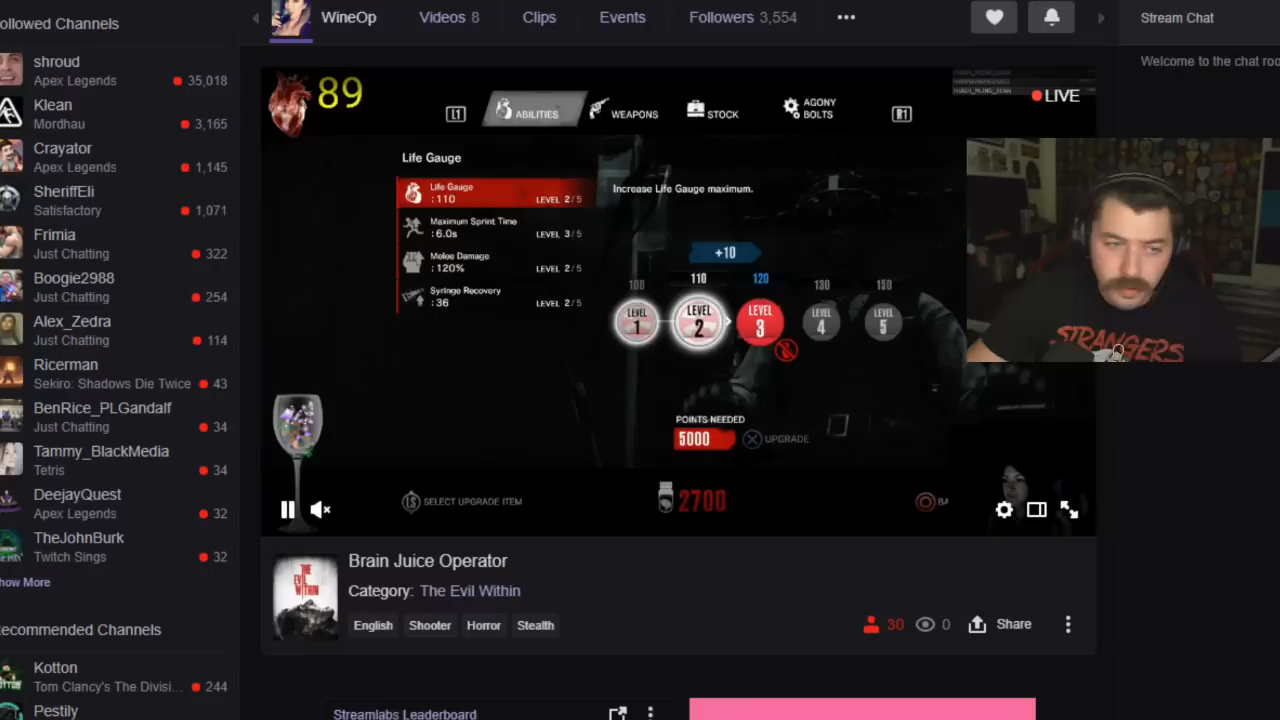 ollowed Channels
shroud
Apex Legends
35,018
Klean
Mordhau
3,165
Crayator
Apex Legends
1,145
SheriffEli
Satisfactory
1,071
Frimia
Just Chatting
322
Boogie2988
Just Chatting
254
Alex_Zedra
Just Chatting
114
Ricerman
Sekiro: Shadows Die Twice
43
BenRice_PLGandalf
Just Chatting
34
Tammy_BlackMedia
Tetris
34
DeejayQuest
Apex Legends
32
TheJohnBurk
Twitch Sings
32
how More
ecommended Channels
Kotton
Tom Clancy's The Divisi...
244
Pestily
WineOp
Videos 8
Clips
Events
Followers 3,554
Stream Chat
Welcome to the chat roo
89
L1
ABILITIES
WEAPONS
STOCK
AGONY
BOLTS
R1
LIVE
Life Gauge
Life Gauge
:110
LEVEL 2/5
Maximum Sprint Time
:6.0s
LEVEL 3/5
Melee Damage
:120%
LEVEL 2/5
Syringe Recovery
:36
LEVEL 2/5
Increase Life Gauge maximum.
+10
100
110
120
130
150
LEVEL
1
LEVEL
2
LEVEL
3
LEVEL
4
LEVEL
5
POINTS NEEDED
5000
UPGRADE
LS
SELECT UPGRADE ITEM
2700
BA
STRANGERS
THE
EVIL
WITHIN
Brain Juice Operator
Category: The Evil Within
English
Shooter
Horror
Stealth
30
0
Share
Streamlabs Leaderboard